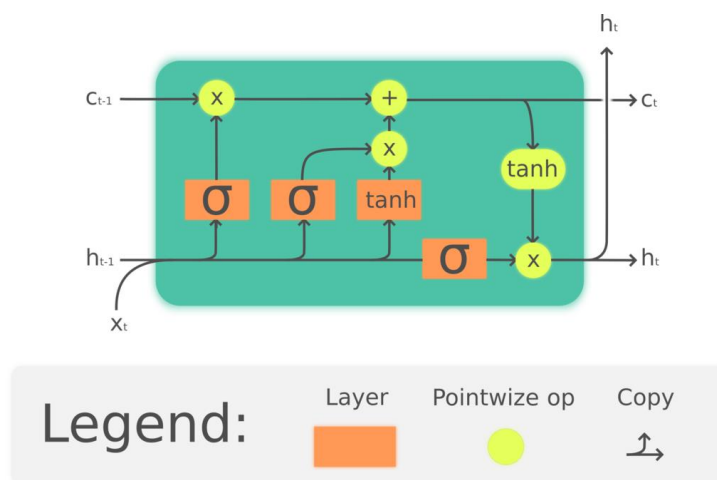 hₜ
cₜ₋₁ x + cₜ
x
tanh
σ σ tanh
hₜ₋₁ σ x hₜ
xₜ
Layer Pointwize op Copy
Legend: